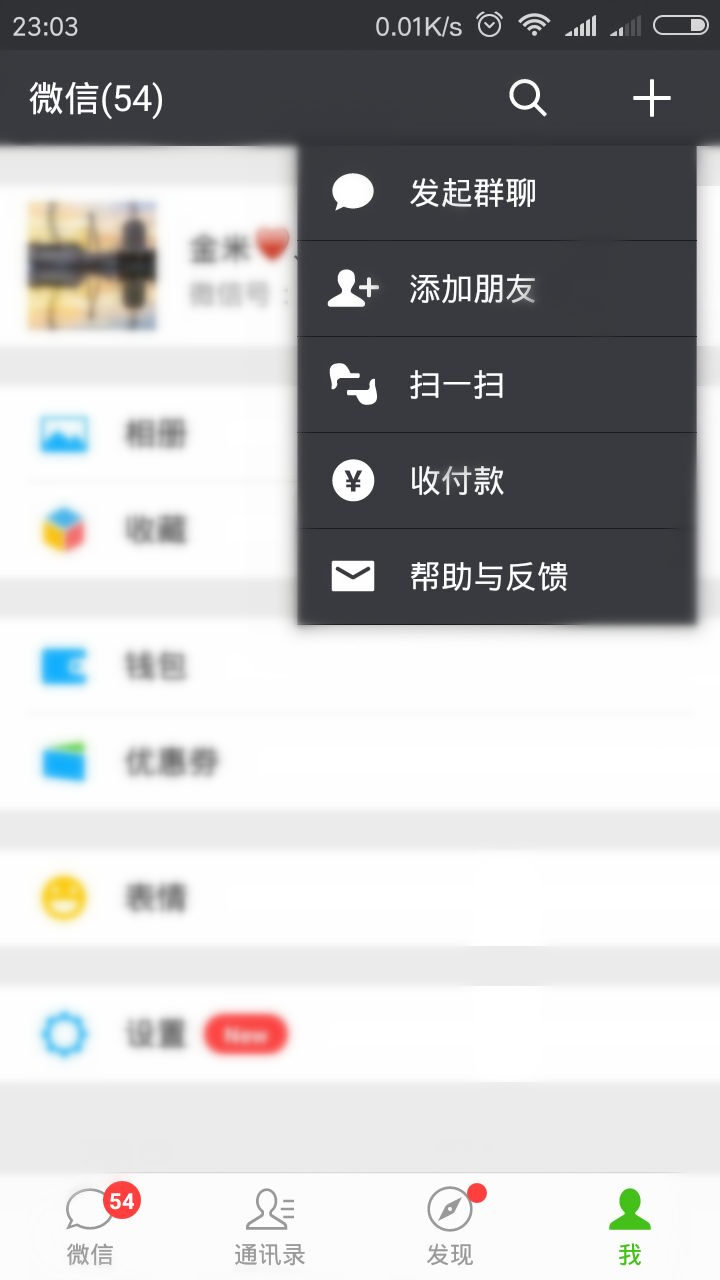 23:03 0.01K/s
微信(54)
发起群聊
添加朋友
扫一扫
收付款
帮助与反馈
金米❤️、
微信号：
相册
收藏
钱包
优惠券
表情
设置 New
54
微信 通讯录 发现 我